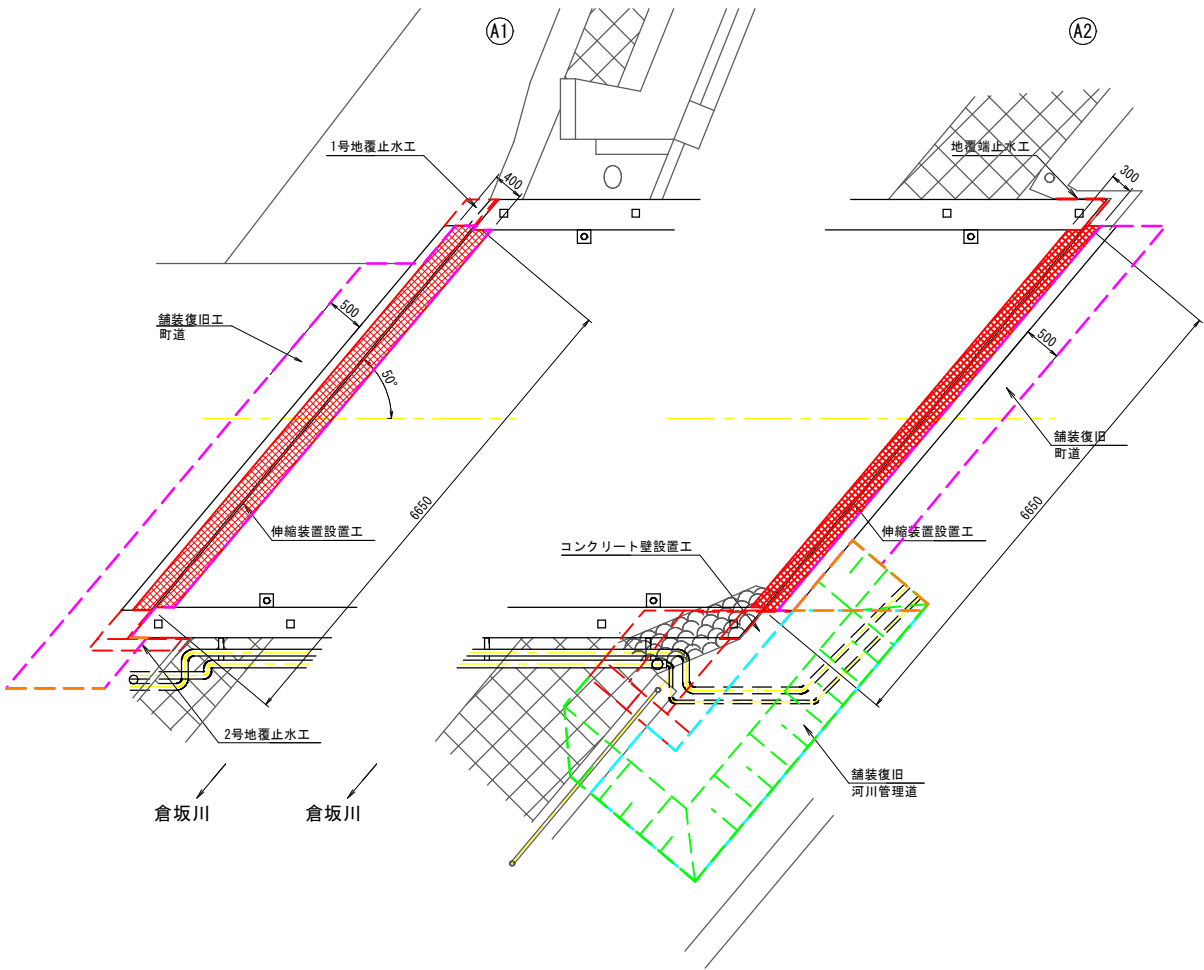 A1
A2
1号地覆止水工
地覆端止水工
400
300
500
舗装復旧工
町道
500
50°
舗装復旧
町道
6650
6650
伸縮装置設置工
伸縮装置設置工
コンクリート壁設置工
2号地覆止水工
舗装復旧
河川管理道
倉坂川
倉坂川